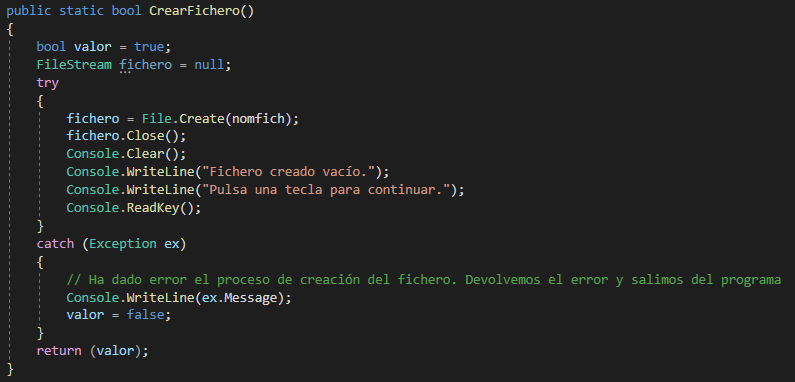 public static bool CrearFichero()
{
    bool valor = true;
    FileStream fichero = null;
    try
    {
        fichero = File.Create(nomfich);
        fichero.Close();
        Console.Clear();
        Console.WriteLine("Fichero creado vacío.");
        Console.WriteLine("Pulsa una tecla para continuar.");
        Console.ReadKey();
    }
    catch (Exception ex)
    {
        // Ha dado error el proceso de creación del fichero. Devolvemos el error y salimos del programa
        Console.WriteLine(ex.Message);
        valor = false;
    }
    return (valor);
}